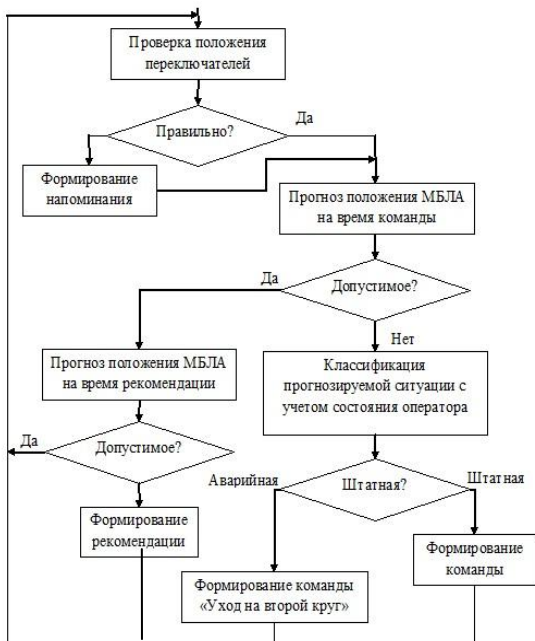 Проверка положения
переключателей
Правильно?
Да
Формирование
напоминания
Прогноз положения МБЛА
на время команды
Допустимое?
Да
Нет
Прогноз положения МБЛА
на время рекомендации
Классификация
прогнозируемой ситуации с
учетом состояния оператора
Допустимое?
Да
Штатная?
Аварийная
Штатная
Формирование
рекомендации
Формирование
команды
Формирование команды
«Уход на второй круг»